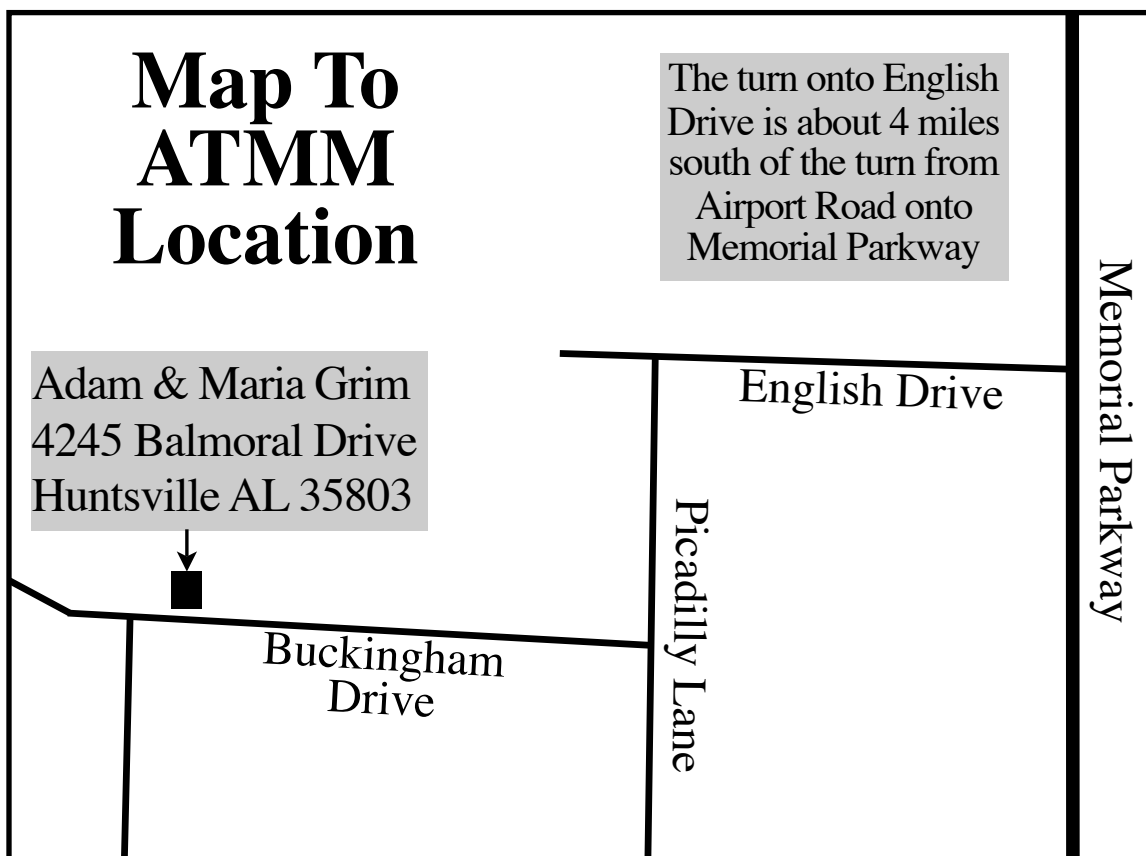 Map To
ATMM
Location
The turn onto English
Drive is about 4 miles
south of the turn from
Airport Road onto
Memorial Parkway
Adam & Maria Grim
4245 Balmoral Drive
Huntsville AL 35803
English Drive
Memorial Parkway
Picadilly Lane
Buckingham
Drive